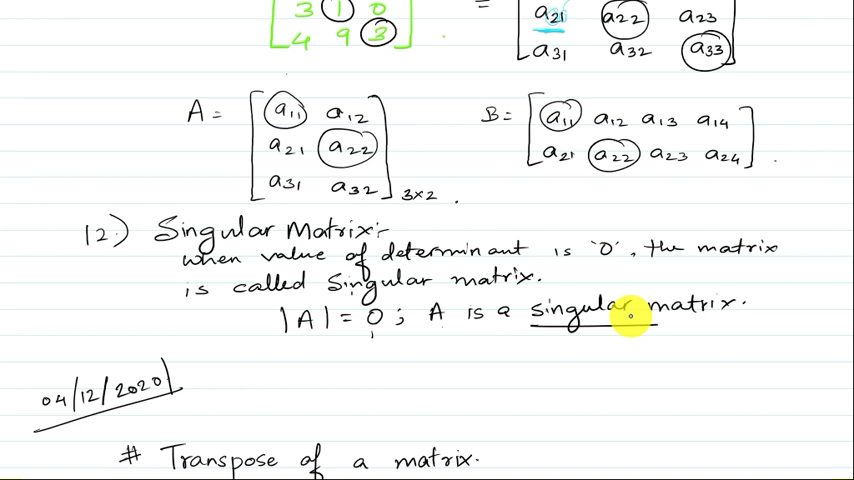 3 1 0
4 9 3 .
= a21 a22 a23
a31 a32 a33
A = a11 a12
a21 a22
a31 a32 3×2 .
B = a11 a12 a13 a14
a21 a22 a23 a24 .
12.) Singular Matrix:-
when value of determinant is '0', the matrix
is called Singular matrix.
|A| = 0 ; A is a singular matrix.
04/12/2020
# Transpose of a matrix.